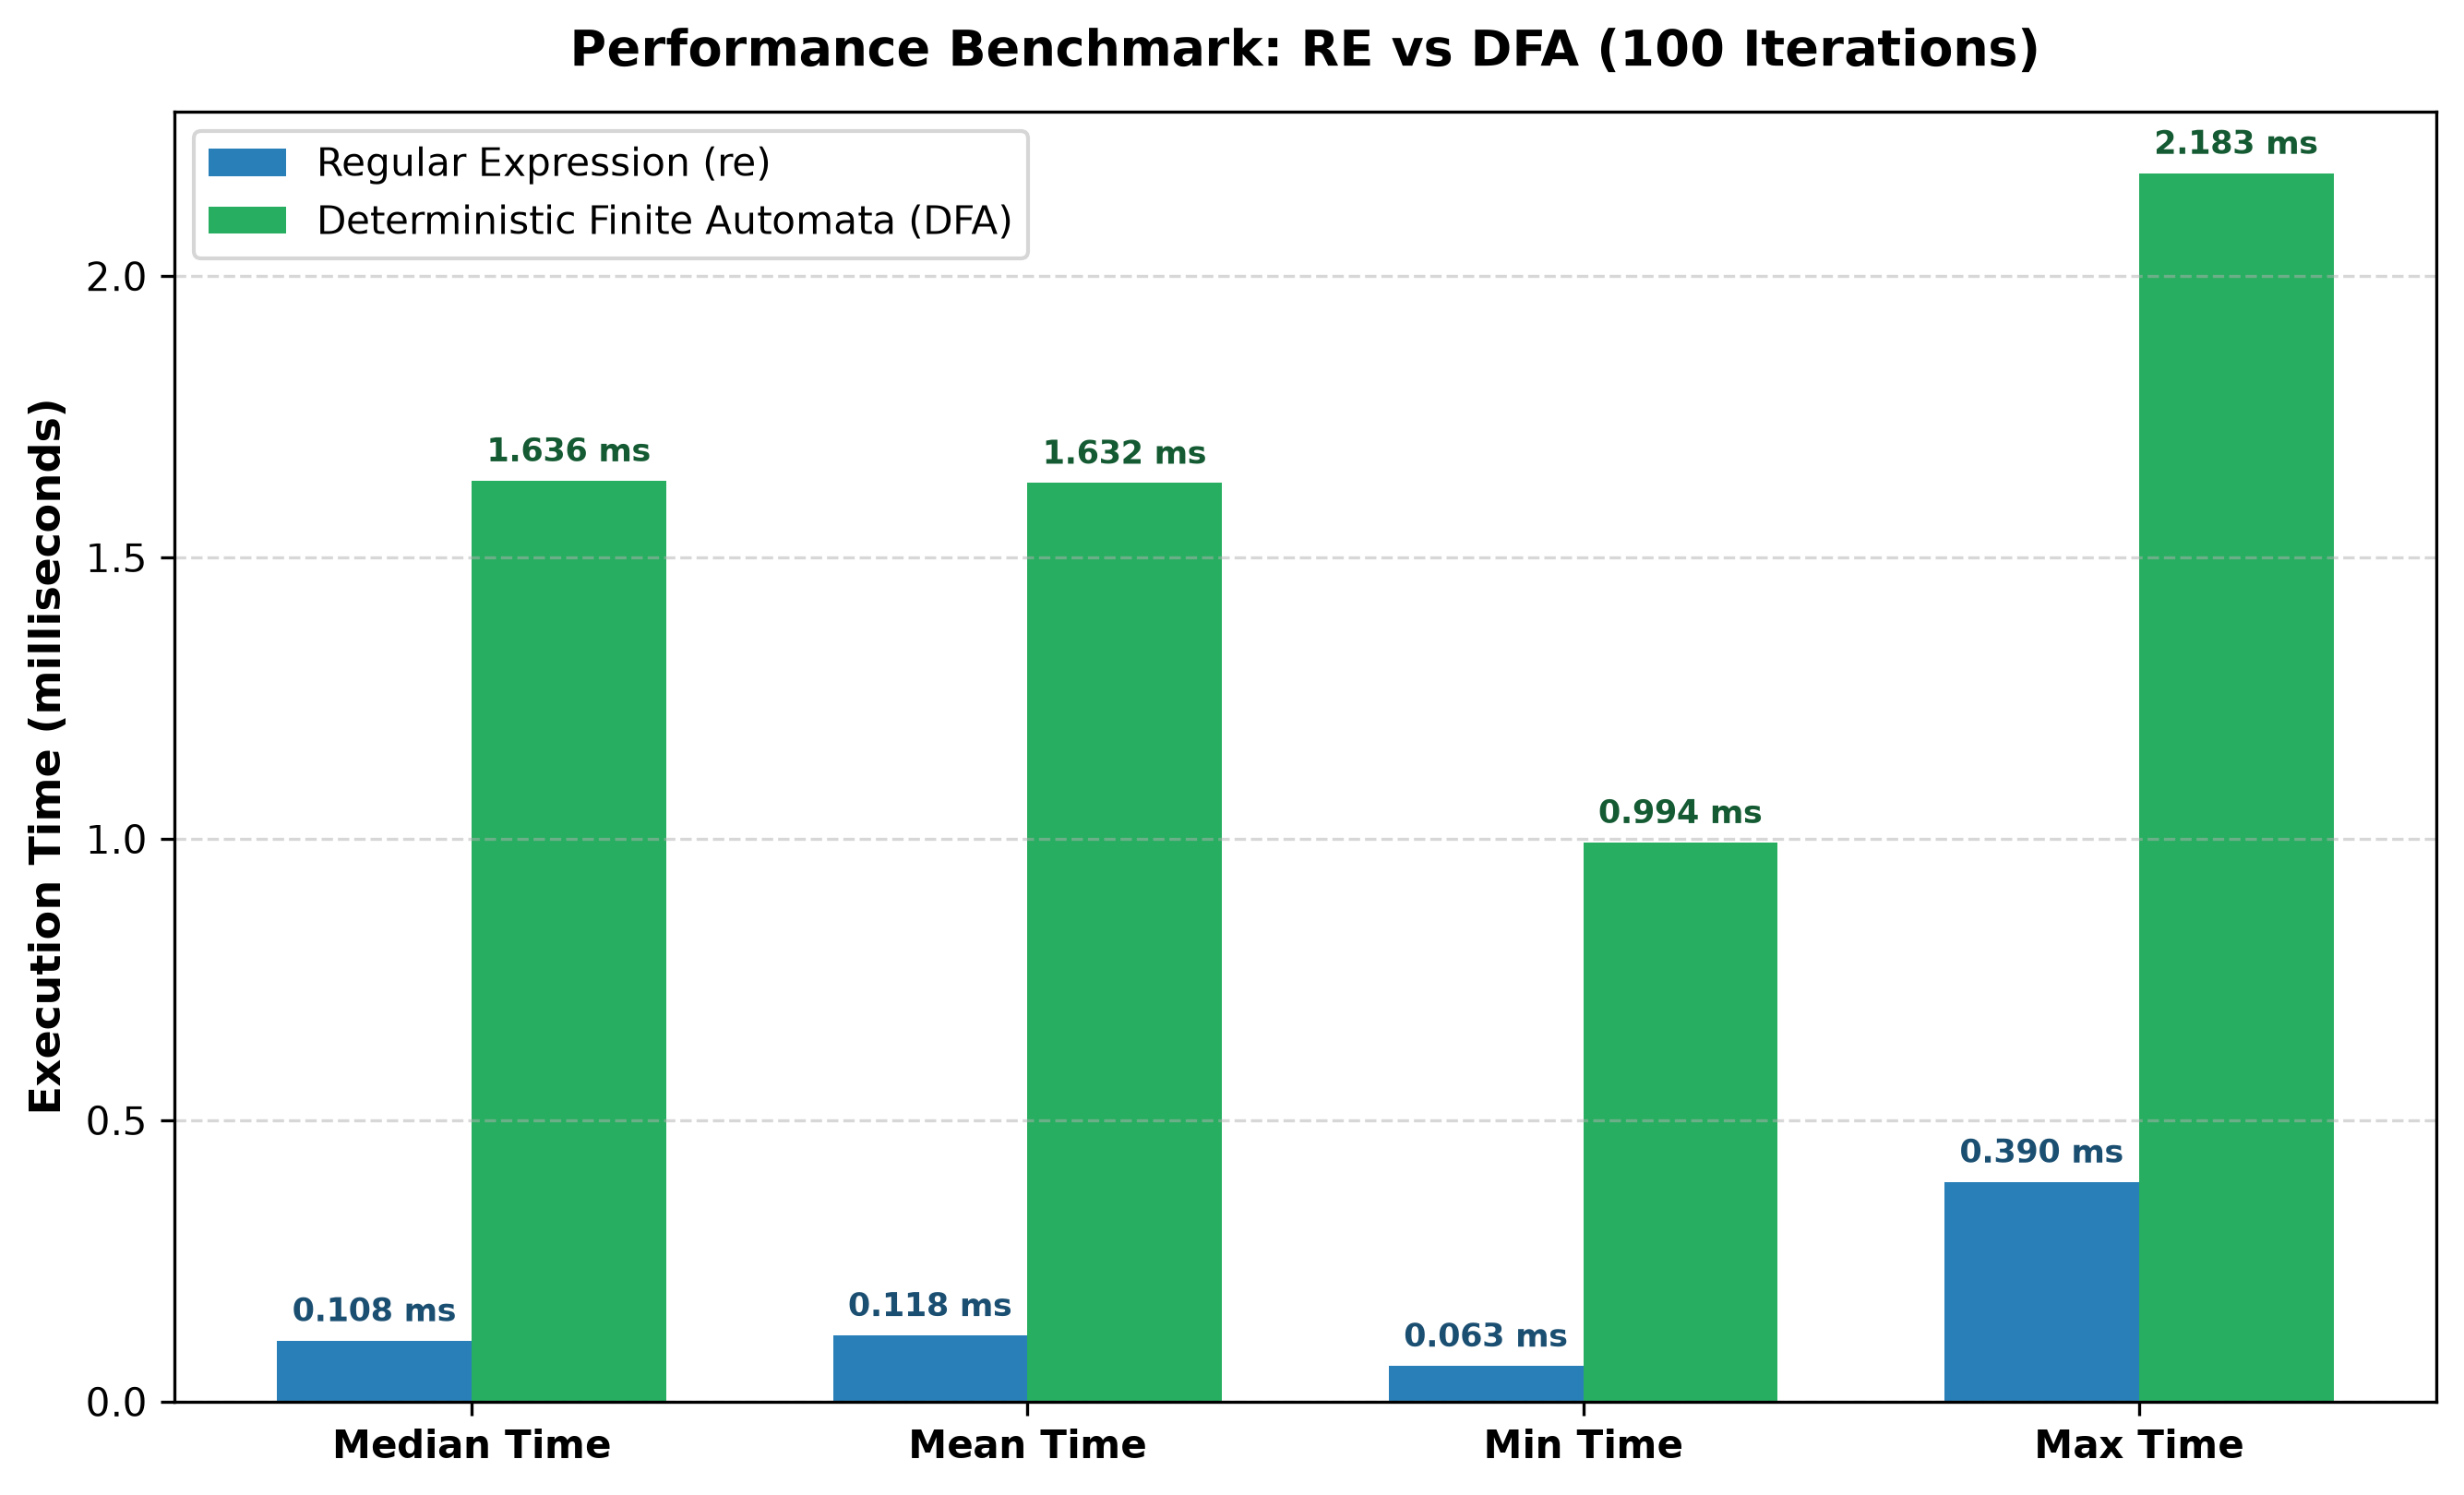 Performance Benchmark: RE vs DFA (100 Iterations)
Regular Expression (re)
Deterministic Finite Automata (DFA)
Execution Time (milliseconds)
2.0
1.5
1.0
0.5
0.0
0.108 ms
1.636 ms
0.118 ms
1.632 ms
0.063 ms
0.994 ms
0.390 ms
2.183 ms
Median Time
Mean Time
Min Time
Max Time